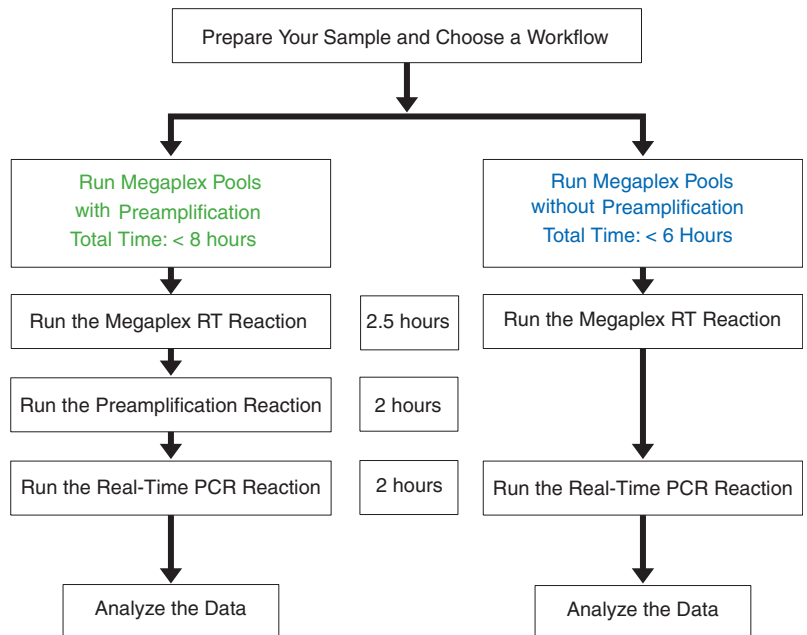 Prepare Your Sample and Choose a Workflow
Run Megaplex Pools
with Preamplification
Total Time: < 8 hours
Run Megaplex Pools
without Preamplification
Total Time: < 6 Hours
Run the Megaplex RT Reaction
2.5 hours
Run the Megaplex RT Reaction
Run the Preamplification Reaction
2 hours
Run the Real-Time PCR Reaction
2 hours
Run the Real-Time PCR Reaction
Analyze the Data
Analyze the Data